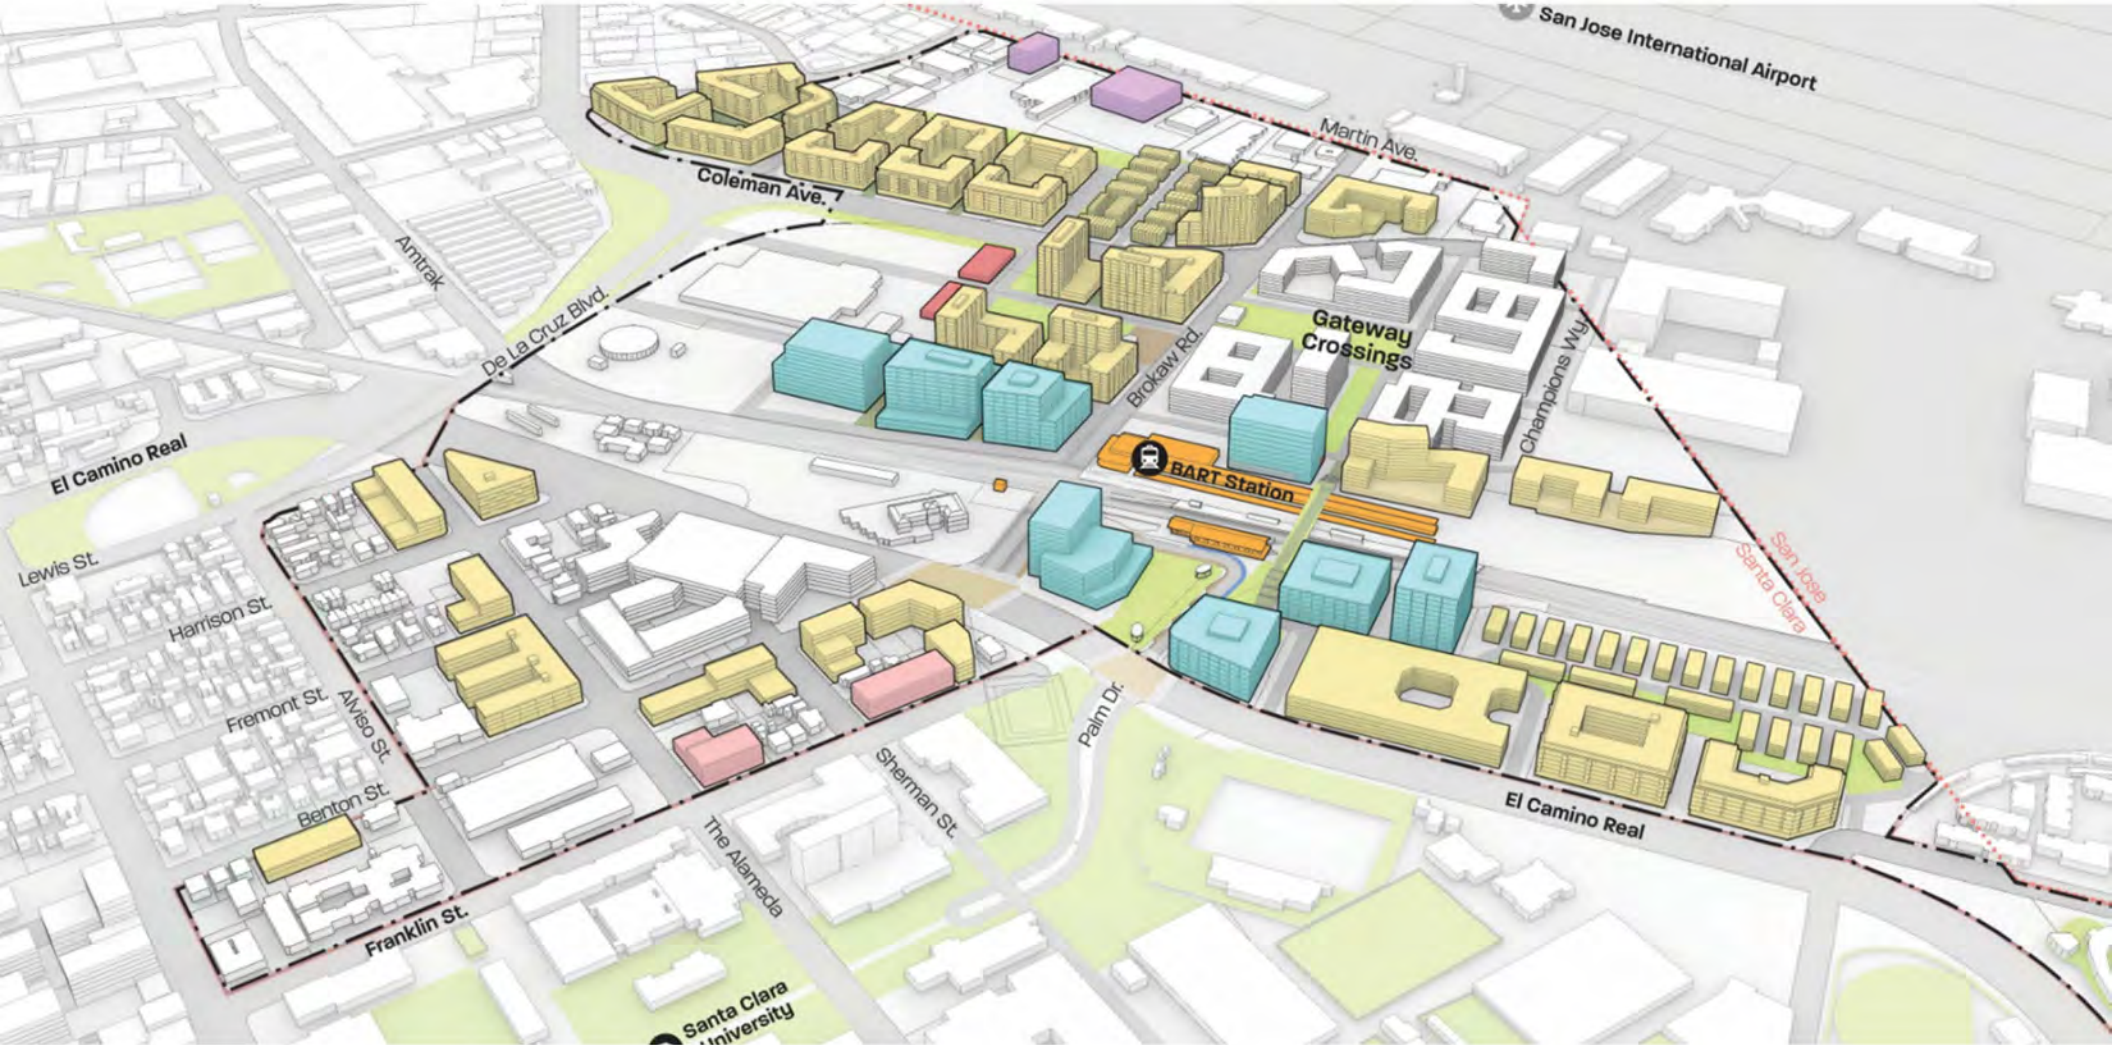 San Jose International Airport
Martin Ave.
Coleman Ave.
Amtrak
De La Cruz Blvd.
Gateway
Crossings
Brokaw Rd.
Champions Wy.
El Camino Real
BART Station
Lewis St.
San Jose
Santa Clara
Harrison St.
Fremont St.
Alviso St.
Palm Dr.
Sherman St.
Benton St.
El Camino Real
The Alameda
Franklin St.
Santa Clara
University